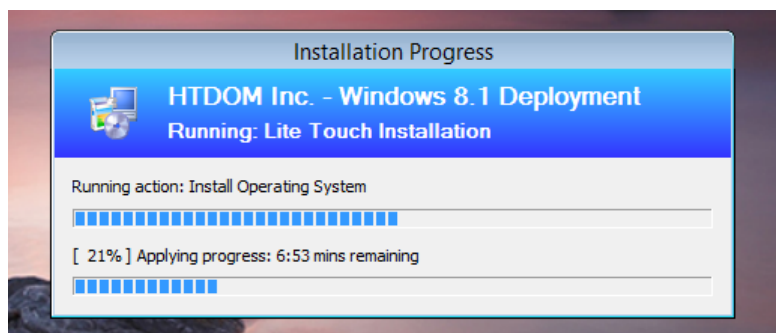 Installation Progress
HTDOM Inc. - Windows 8.1 Deployment
Running: Lite Touch Installation
Running action: Install Operating System
[ 21% ] Applying progress: 6:53 mins remaining